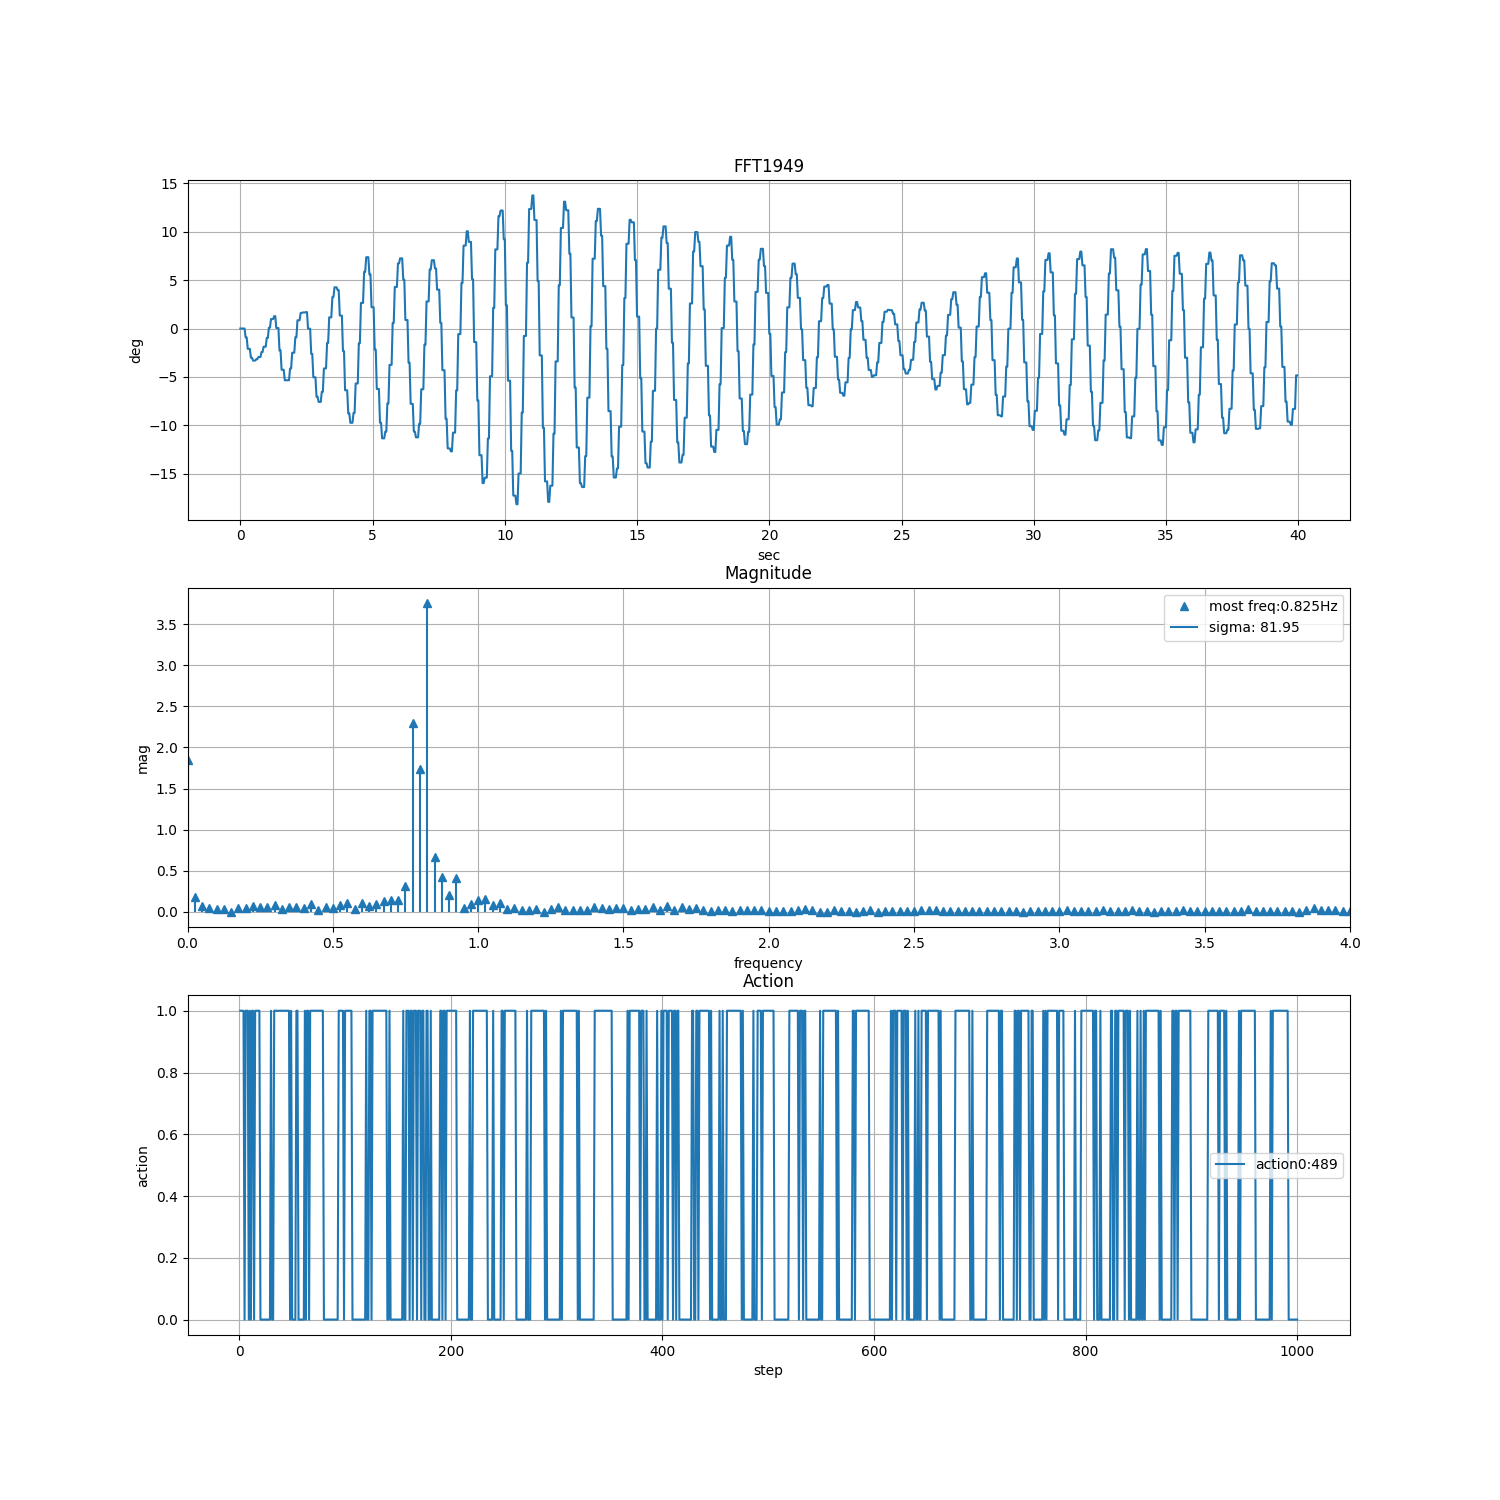 FFT1949
15
10
5
0
−5
−10
−15
deg
0 5 10 15 20 25 30 35 40
sec
Magnitude
most freq:0.825Hz
sigma: 81.95
3.5
3.0
2.5
2.0
1.5
1.0
0.5
0.0
mag
0.0 0.5 1.0 1.5 2.0 2.5 3.0 3.5 4.0
frequency
Action
1.0
0.8
0.6
0.4
0.2
0.0
action
action0:489
0 200 400 600 800 1000
step